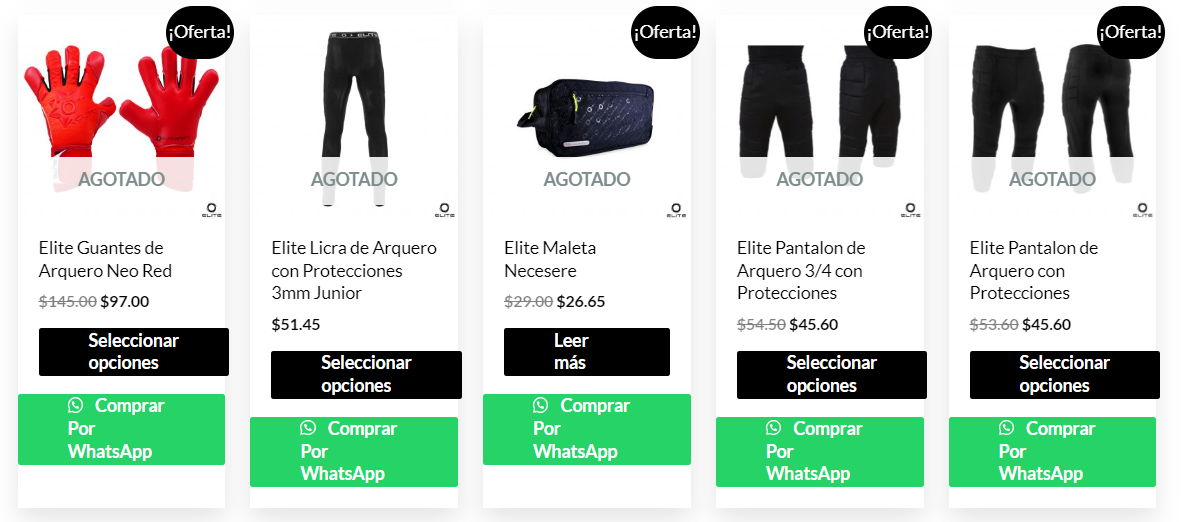 ¡Oferta!
AGOTADO
ELITE
Elite Guantes de
Arquero Neo Red
$145.00 $97.00
Seleccionar
opciones
Comprar
Por
WhatsApp
ELITE
AGOTADO
ELITE
Elite Licra de Arquero
con Protecciones
3mm Junior
$51.45
Seleccionar
opciones
Comprar
Por
WhatsApp
¡Oferta!
AGOTADO
ELITE
Elite Maleta
Necesere
$29.00 $26.65
Leer
más
Comprar
Por
WhatsApp
¡Oferta!
AGOTADO
ELITE
Elite Pantalon de
Arquero 3/4 con
Protecciones
$54.50 $45.60
Seleccionar
opciones
Comprar
Por
WhatsApp
¡Oferta!
AGOTADO
ELITE
Elite Pantalon de
Arquero con
Protecciones
$53.60 $45.60
Seleccionar
opciones
Comprar
Por
WhatsApp